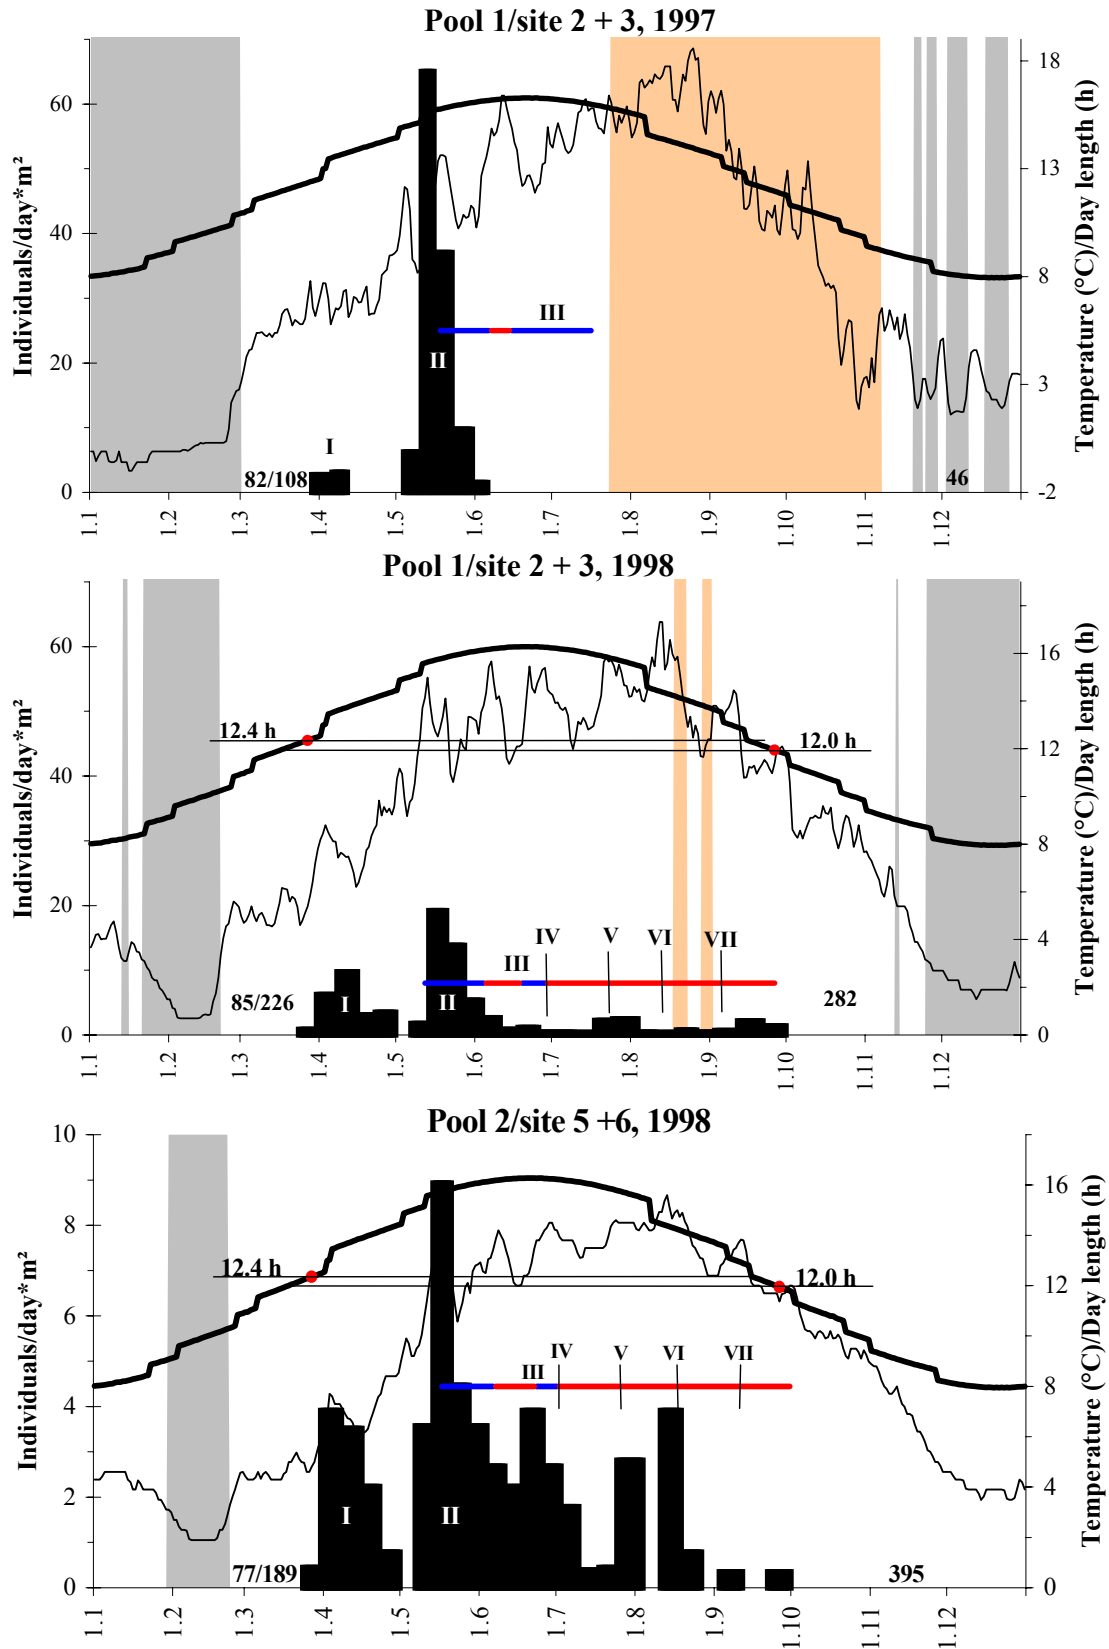 Pool 1/site 2 + 3, 1997
Individuals/day*m²
60
40
20
0
18
13
8
3
-2
Temperature (°C)/Day length (h)
I
II
III
82/108
46
1.1 1.2 1.3 1.4 1.5 1.6 1.7 1.8 1.9 1.10 1.11 1.12
Pool 1/site 2 + 3, 1998
Individuals/day*m²
60
40
20
0
16
12
8
4
0
Temperature (°C)/Day length (h)
12.4 h
12.0 h
I
II
III
IV
V
VI
VII
85/226
282
1.1 1.2 1.3 1.4 1.5 1.6 1.7 1.8 1.9 1.10 1.11 1.12
Pool 2/site 5 +6, 1998
Individuals/day*m²
10
8
6
4
2
0
16
12
8
4
0
Temperature (°C)/Day length (h)
12.4 h
12.0 h
I
II
III
IV
V
VI
VII
77/189
395
1.1 1.2 1.3 1.4 1.5 1.6 1.7 1.8 1.9 1.10 1.11 1.12